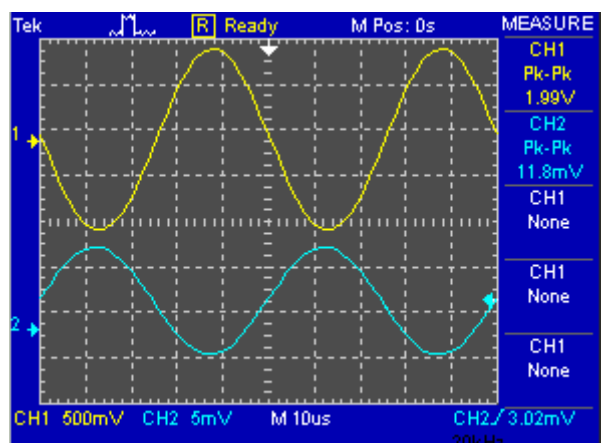 Tek R Ready M Pos: 0s MEASURE
CH1
Pk-Pk
1.99V
CH2
Pk-Pk
11.8mV
CH1
None
CH1
None
CH1
None
1
2
CH1 500mV CH2 5mV M 10us CH2 / 3.02mV